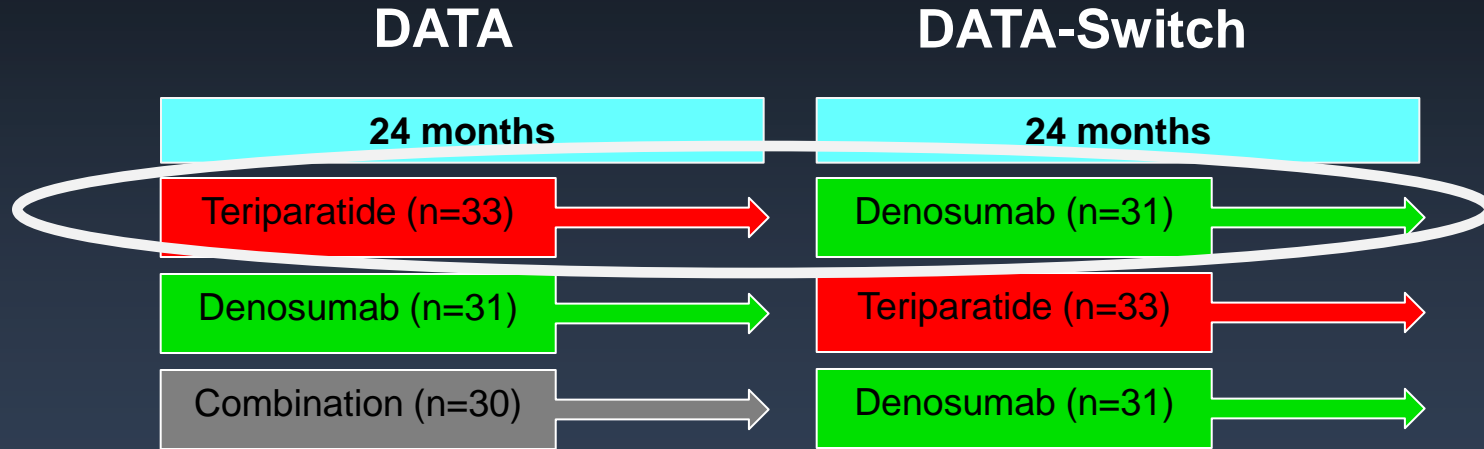 DATA DATA-Switch
24 months 24 months
Teriparatide (n=33) Denosumab (n=31)
Denosumab (n=31) Teriparatide (n=33)
Combination (n=30) Denosumab (n=31)